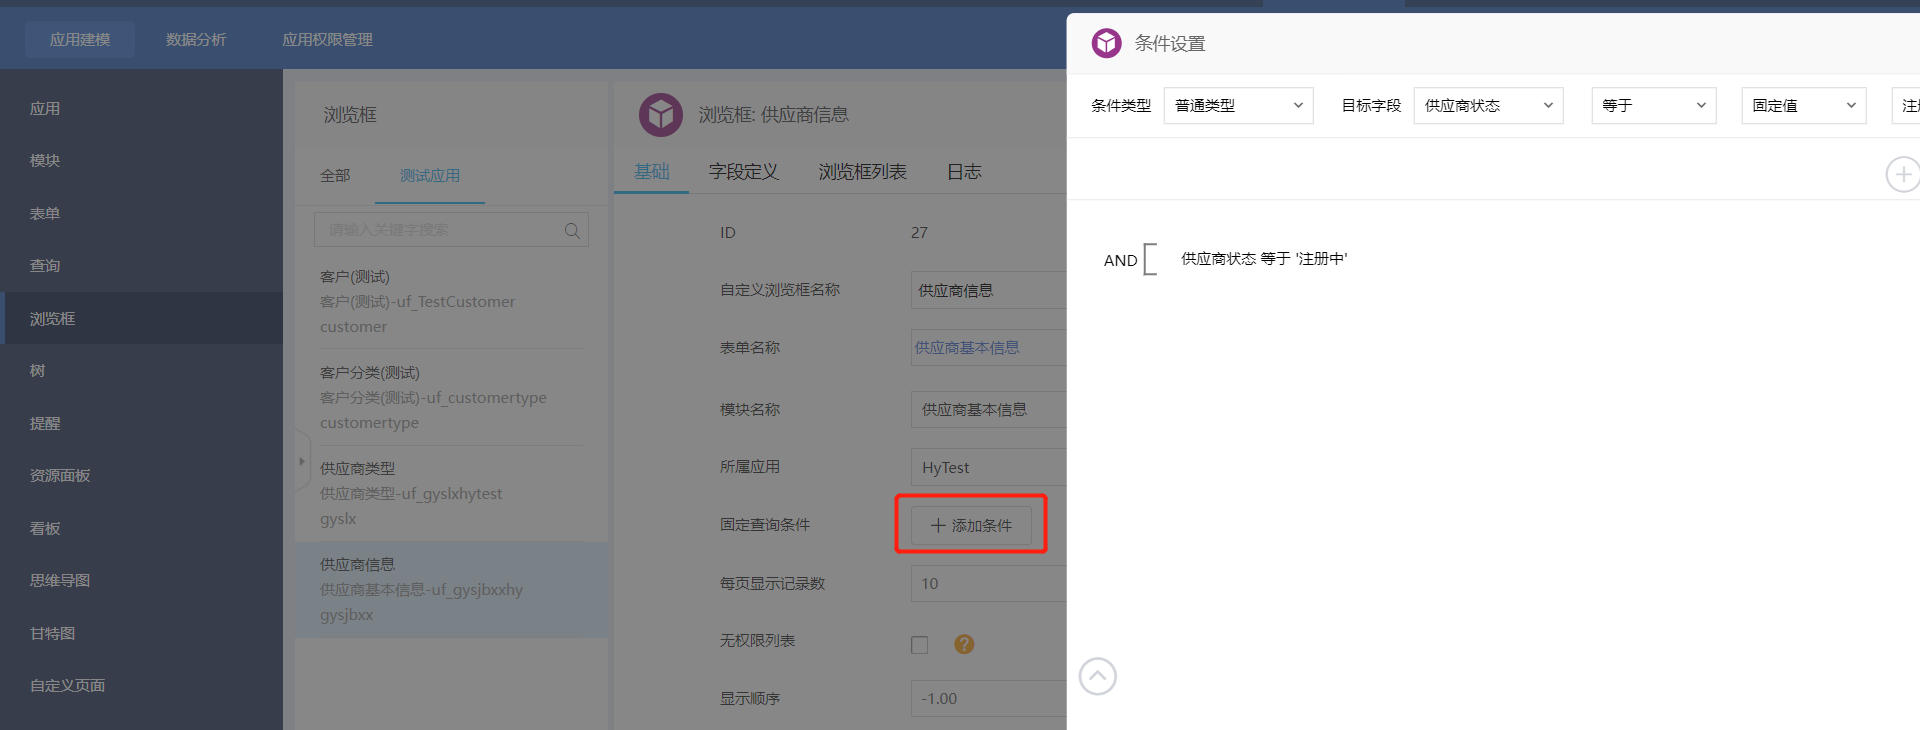 应用建模
数据分析
应用权限管理
应用
模块
表单
查询
浏览框
树
提醒
资源面板
看板
思维导图
甘特图
自定义页面
浏览框
全部
测试应用
请输入关键字搜索
客户(测试)
客户(测试)-uf_TestCustomer
customer
客户分类(测试)
客户分类(测试)-uf_customertype
customertype
供应商类型
供应商类型-uf_gyslxhytest
gyslx
供应商信息
供应商基本信息-uf_gysjbxxhy
gysjbxx
浏览框: 供应商信息
基础
字段定义
浏览框列表
日志
ID
27
自定义浏览框名称
供应商信息
表单名称
供应商基本信息
模块名称
供应商基本信息
所属应用
HyTest
固定查询条件
添加条件
每页显示记录数
10
无权限列表
?
显示顺序
-1.00
条件设置
条件类型
普通类型
目标字段
供应商状态
等于
固定值
AND
供应商状态 等于 '注册中'